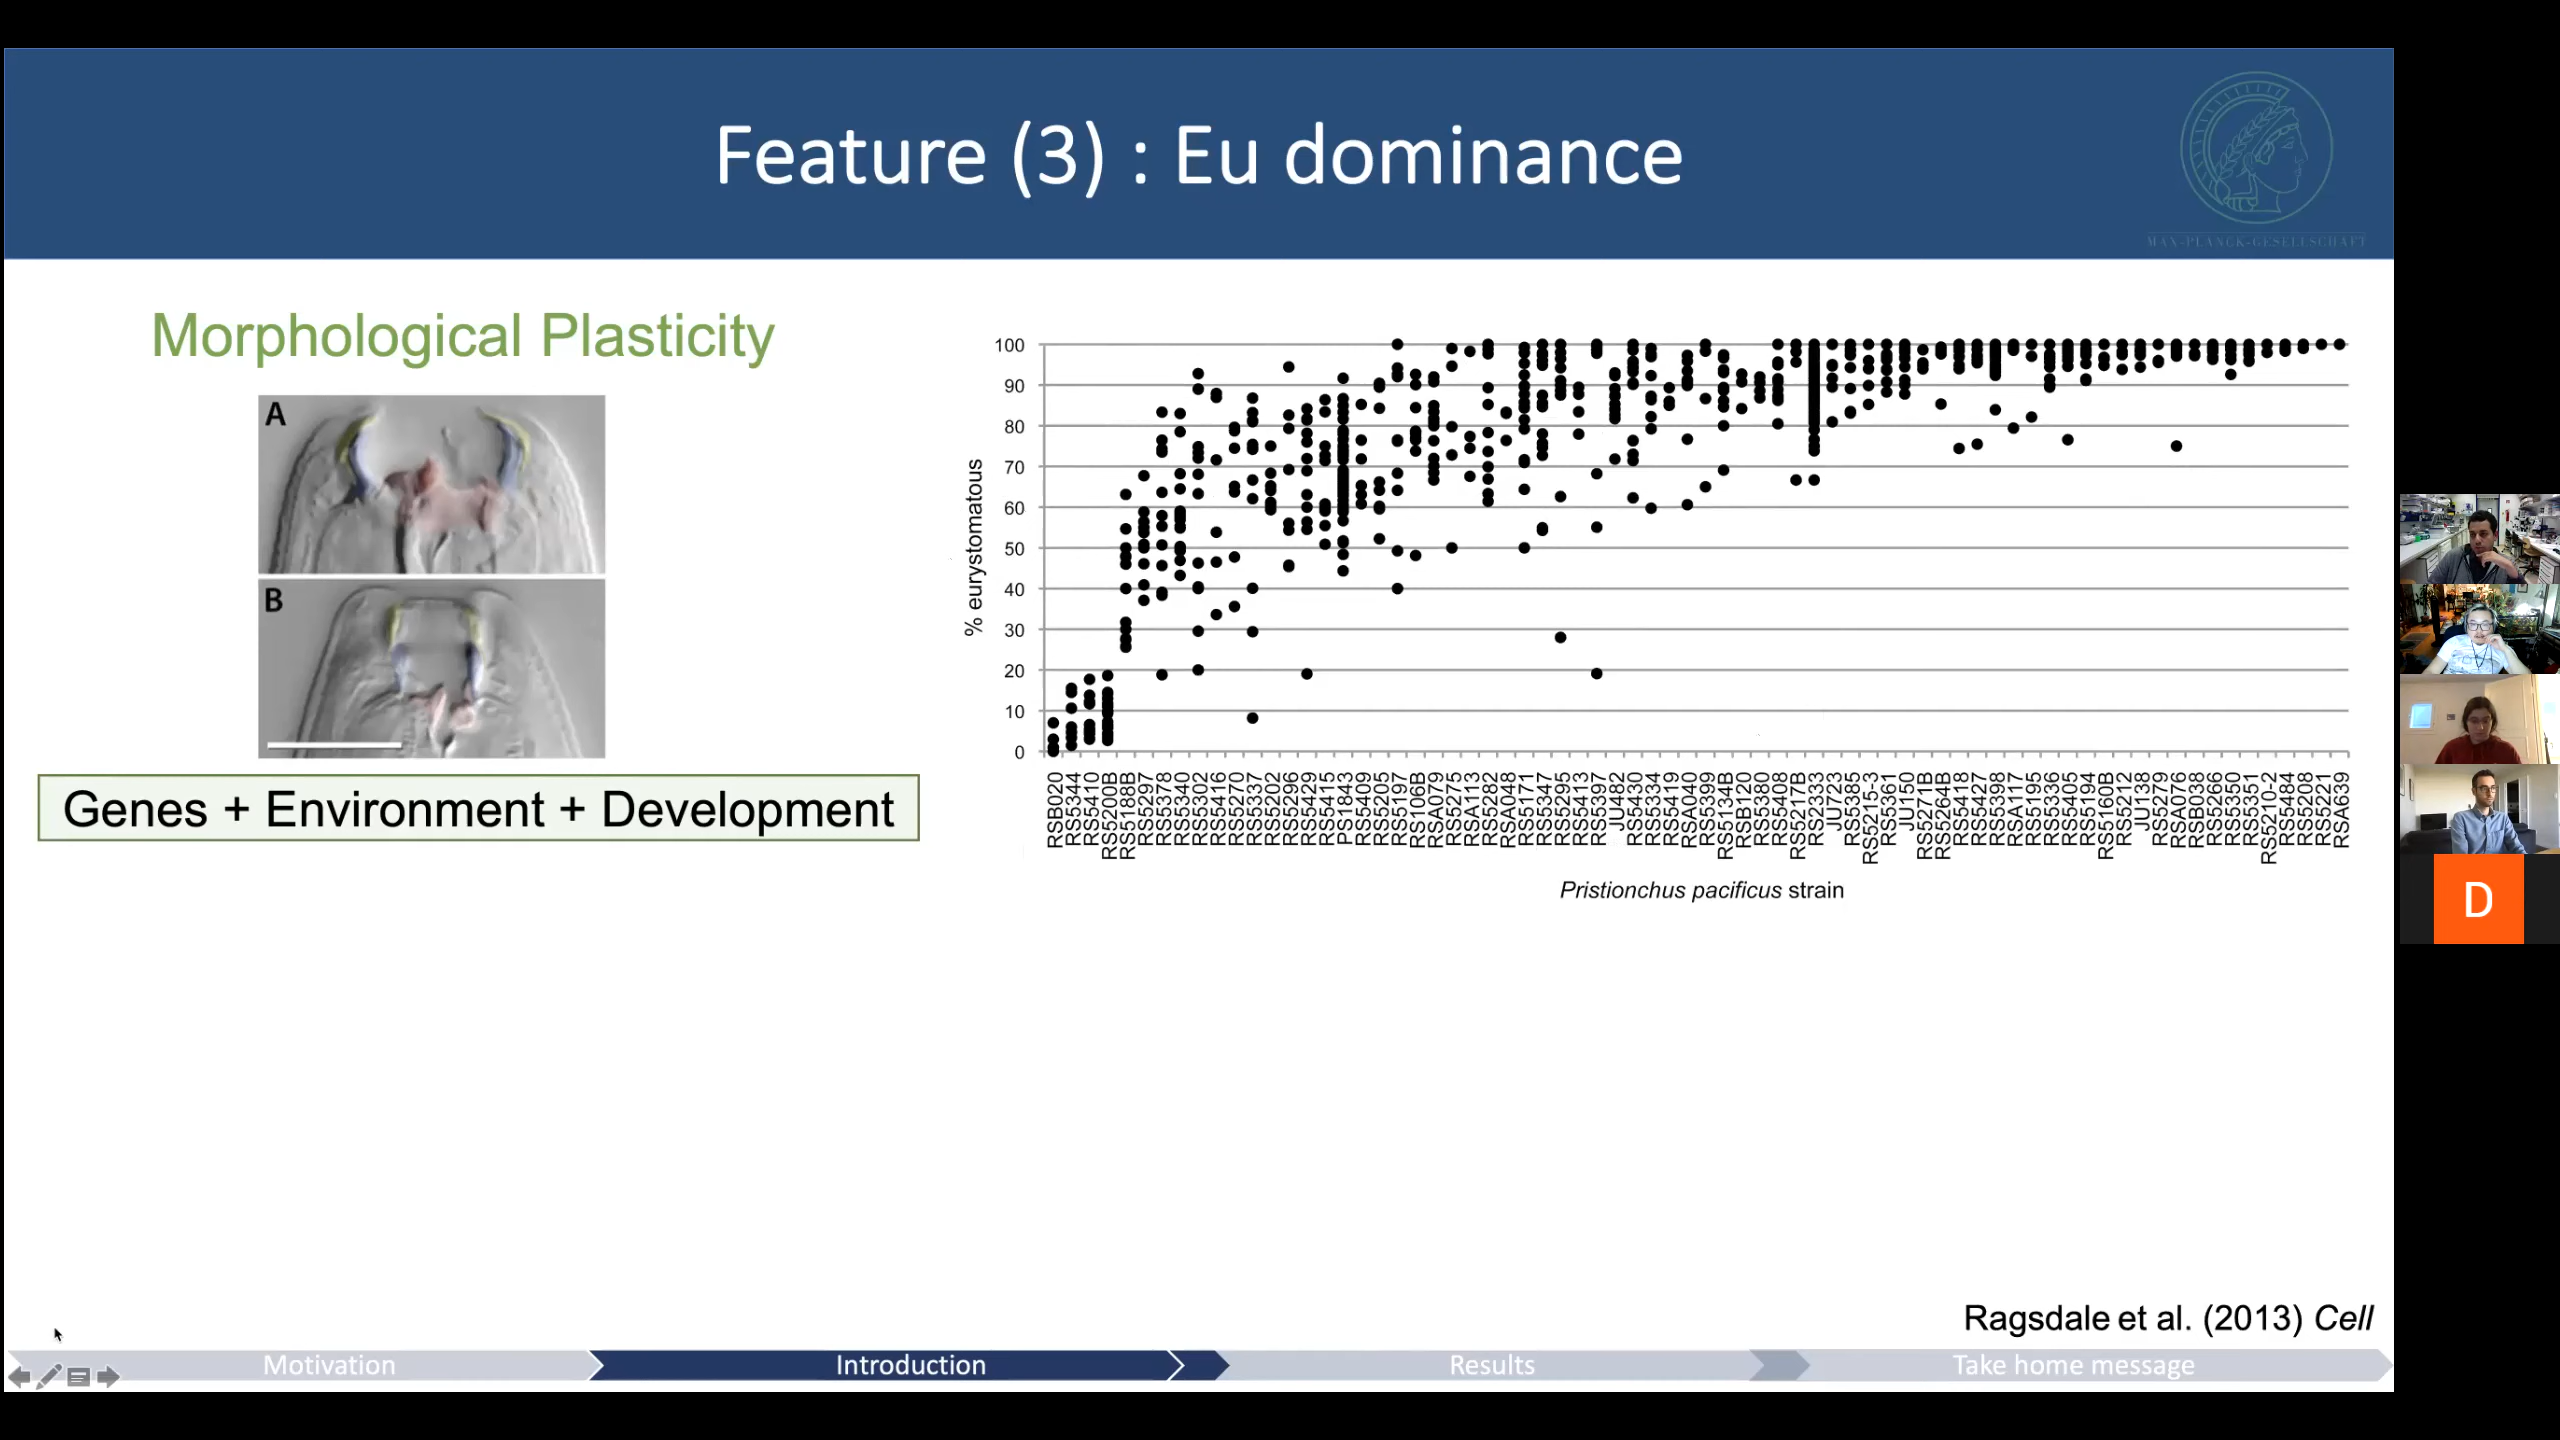 Feature (3) : Eu dominance
MAX-PLANCK-GESELLSCHAFT
Morphological Plasticity
A
B
Genes + Environment + Development
% eurystomatous
100
90
80
70
60
50
40
30
20
10
0
RSB020
RS5344
RS5410
RS5200B
RS5188B
RS5297
RS5378
RS5340
RS5302
RS5416
RS5270
RS5337
RS5202
RS5296
RS5429
RS5415
PS1843
RS5409
RS5205
RS5197
RS106B
RSA079
RS5275
RSA113
RS5282
RSA048
RS5171
RS5347
RS5295
RS5413
RS5397
JU482
RS5430
RS5334
RS5419
RSA040
RS5399
RS5134B
RSB120
RS5380
RS5408
RS5217B
RS2333
JU723
RS5385
RS5215-3
RS5361
JU150
RS5271B
RS5264B
RS5418
RS5427
RS5398
RSA117
RS5195
RS5336
RS5405
RS5194
RS5160B
RS5212
JU138
RS5279
RSA076
RSB038
RS5266
RS5350
RS5351
RS5210-2
RS5484
RS5208
RS5221
RSA639
Pristionchus pacificus strain
D
Ragsdale et al. (2013) Cell
Motivation
Introduction
Results
Take home message